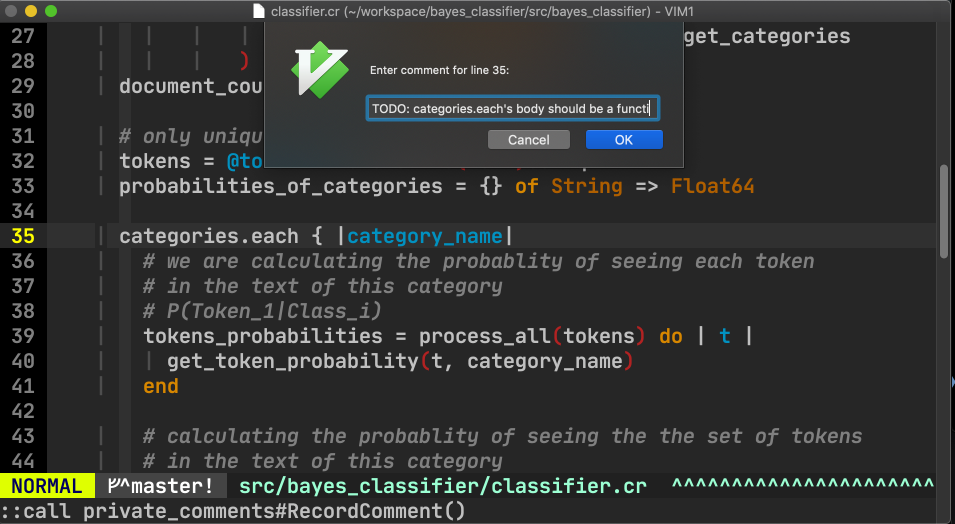 classifier.cr (~/workspace/bayes_classifier/src/bayes_classifier) - VIM1
27 get_categories
28 )
29 document_cou
30
31 # only uniqu
32 tokens = @to
33 probabilities_of_categories = {} of String => Float64
34
35 categories.each { |category_name|
36 # we are calculating the probablity of seeing each token
37 # in the text of this category
38 # P(Token_1|Class_i)
39 tokens_probabilities = process_all(tokens) do | t |
40 get_token_probability(t, category_name)
41 end
42
43 # calculating the probablity of seeing the the set of tokens
44 # in the text of this category
Enter comment for line 35:
TODO: categories.each's body should be a functi
Cancel OK
NORMAL ^master! src/bayes_classifier/classifier.cr ^^^^^^^^^^^^^^^^^^^^^^
::call private_comments#RecordComment()